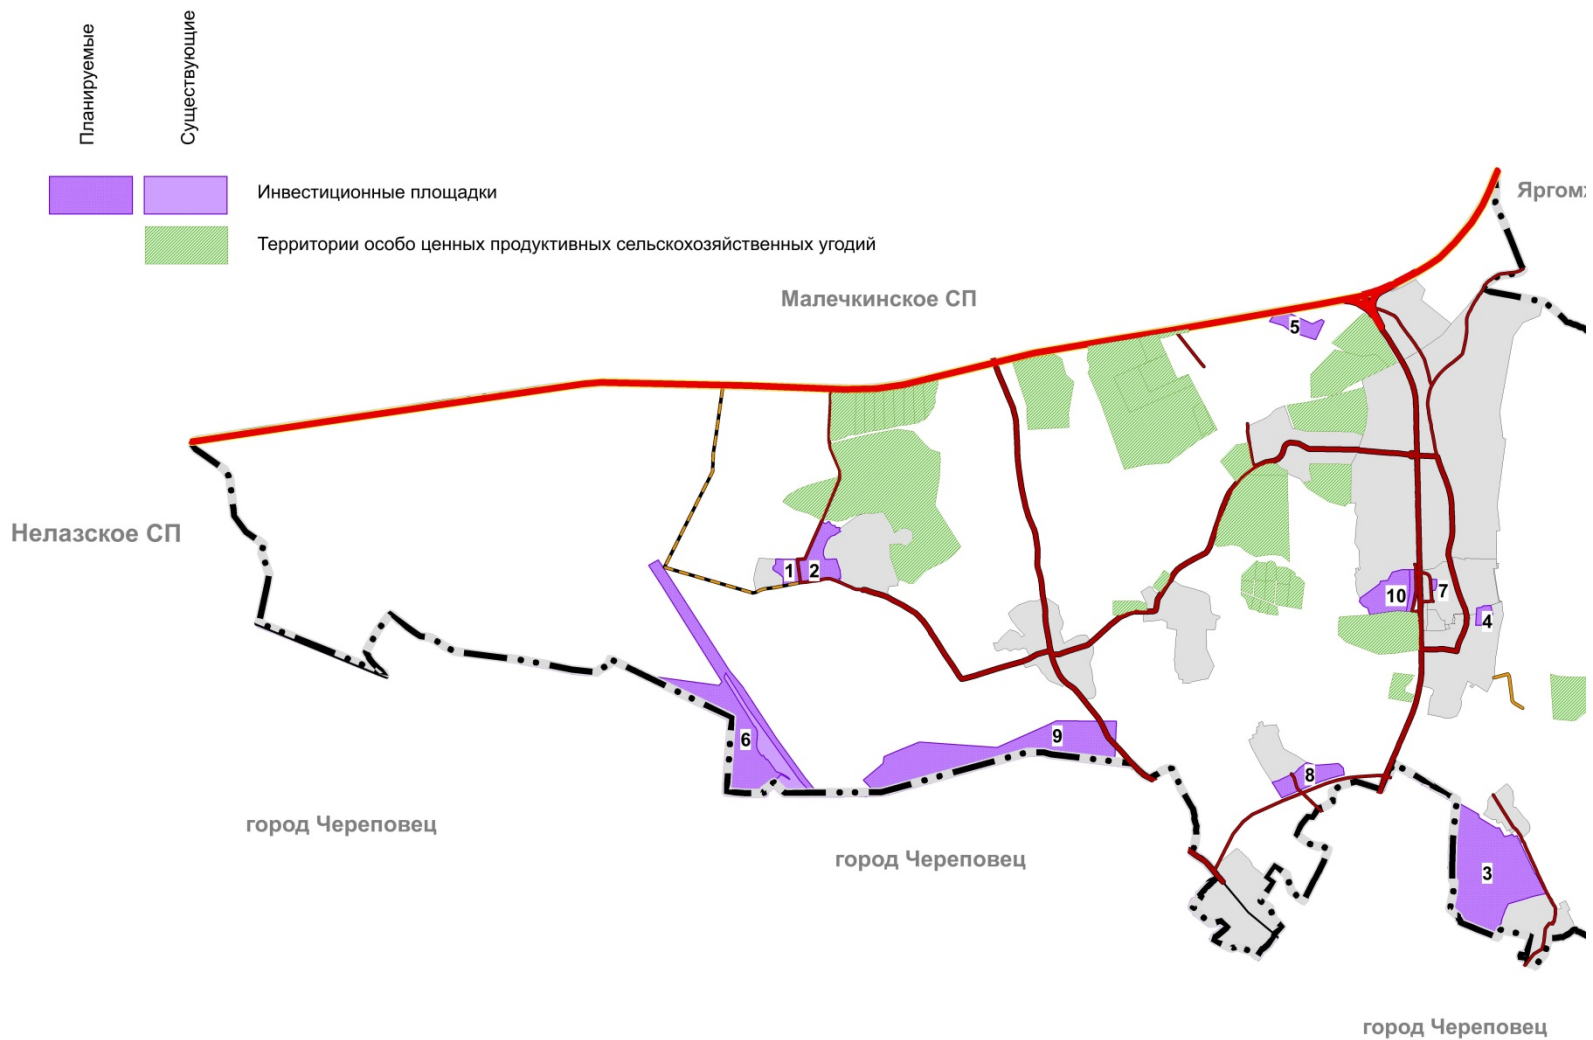 Планируемые
Существующие
Инвестиционные площадки
Территории особо ценных продуктивных сельскохозяйственных угодий
Яргомж
Малечкинское СП
5
Нелазское СП
1
2
10
7
4
6
9
8
город Череповец
город Череповец
3
город Череповец